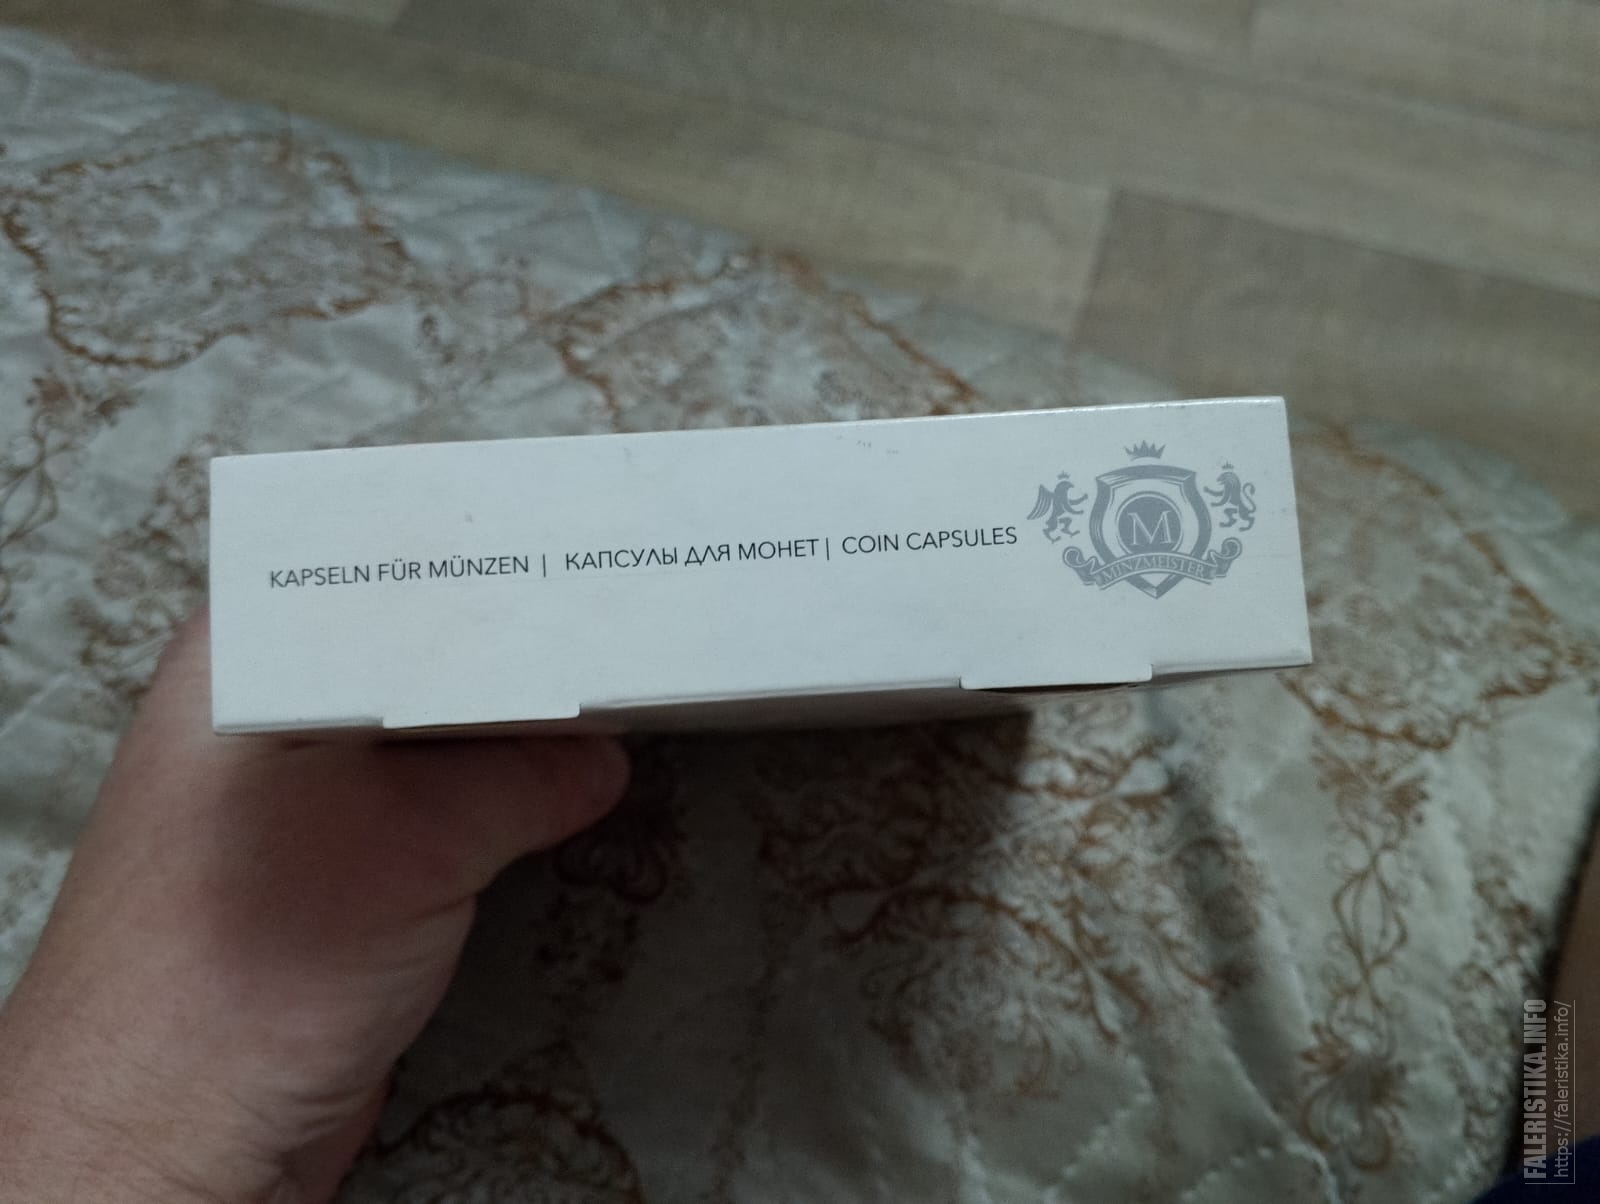 KAPSELN FÜR MÜNZEN | КАПСУЛЫ ДЛЯ МОНЕТ | COIN CAPSULES
M
MINZMEISTER
FALERISTIKA.INFO
https://faleristika.info/